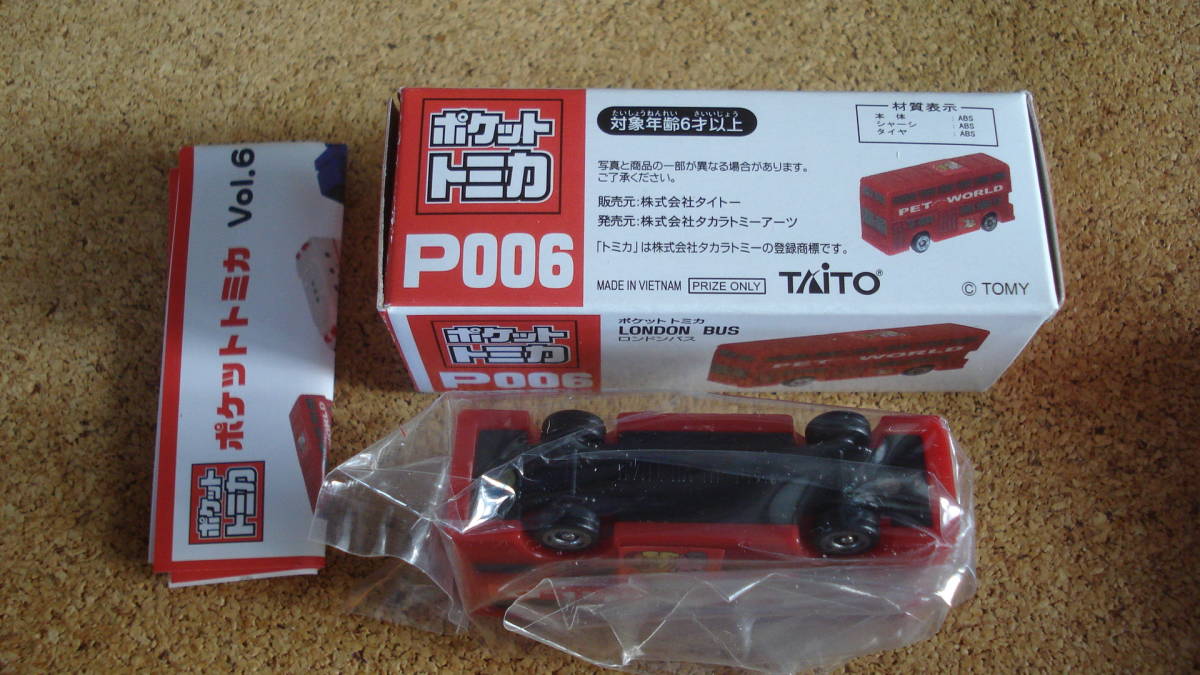 ポケットトミカ Vol.6
ポケット
トミカ
ポケット
トミカ
P006
たいしょうねんれい さいいじょう
対象年齢6才以上
材質表示
本体 :ABS
シャーシ :ABS
タイヤ :ABS
写真と商品の一部が異なる場合があります。
ご了承ください。
販売元:株式会社タイトー
発売元:株式会社タカラトミーアーツ
「トミカ」は株式会社タカラトミーの登録商標です。
MADE IN VIETNAM PRIZE ONLY TAITO®
© TOMY
PET WORLD
ポケット
トミカ
P006
ポケットトミカ
LONDON BUS
ロンドンバス
PET WORLD